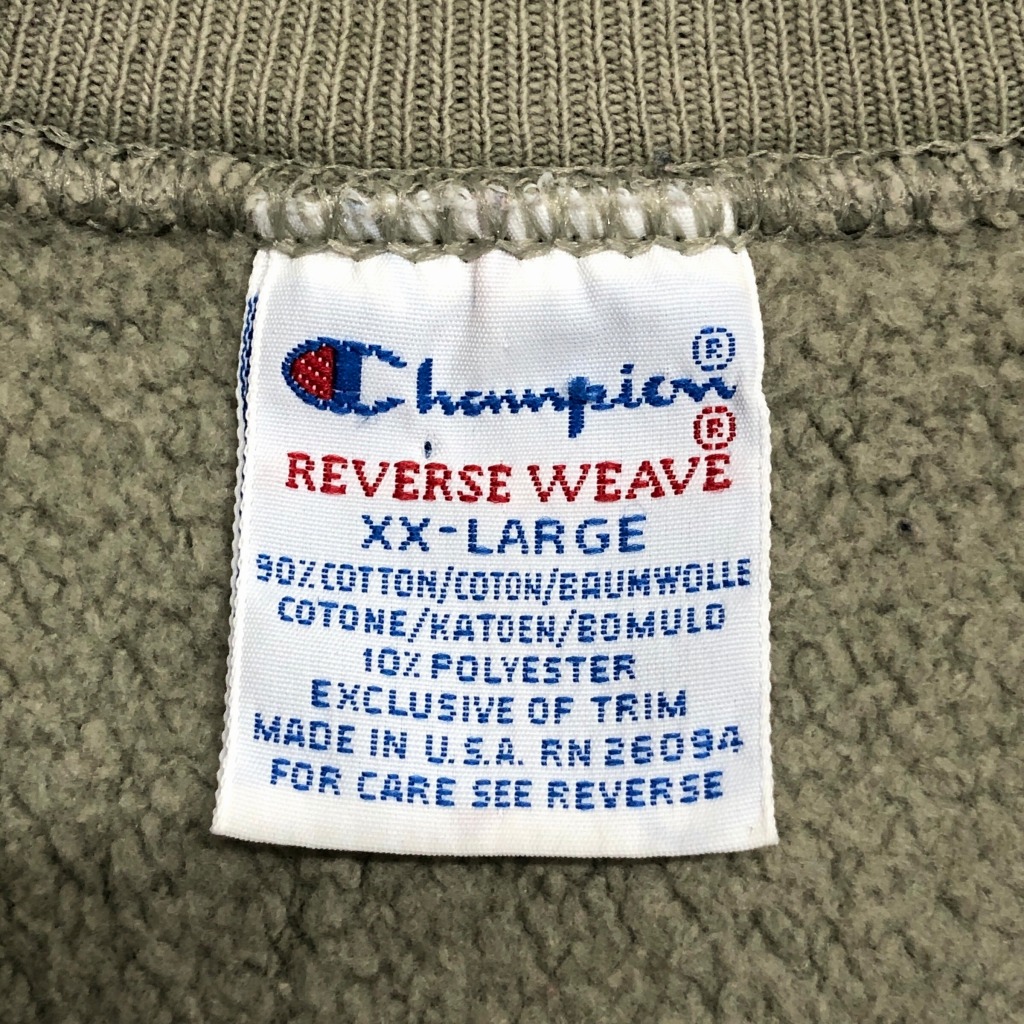 Champion®
®
REVERSE WEAVE
XX-LARGE
90% COTTON/COTON/BAUMWOLLE
COTONE/KATOEN/BOMULD
10% POLYESTER
EXCLUSIVE OF TRIM
MADE IN U.S.A. RN 26094
FOR CARE SEE REVERSE